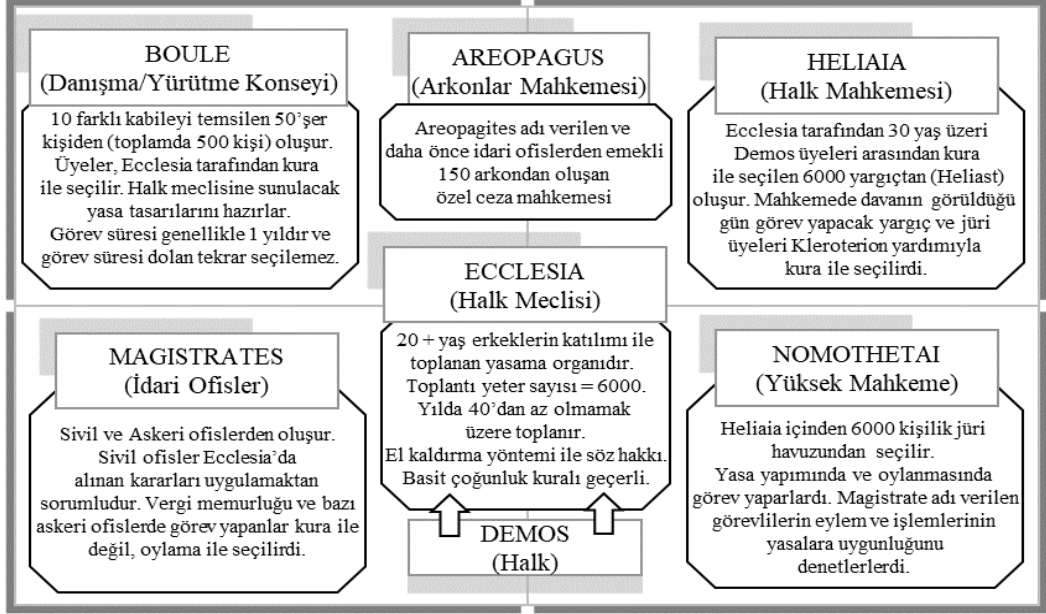 BOULE
(Danışma/Yürütme Konseyi)
10 farklı kabileyi temsilen 50’şer
kişiden (toplamda 500 kişi) oluşur.
Üyeler, Ecclesia tarafından kura
ile seçilir. Halk meclisine sunulacak
yasa tasarılarını hazırlar.
Görev süresi genellikle 1 yıldır ve
görev süresi dolan tekrar seçilemez.
AREOPAGUS
(Arkonlar Mahkemesi)
Areopagites adı verilen ve
daha önce idari ofislerden emekli
150 arkondan oluşan
özel ceza mahkemesi
HELIAIA
(Halk Mahkemesi)
Ecclesia tarafından 30 yaş üzeri
Demos üyeleri arasından kura
ile seçilen 6000 yargıçtan (Heliast)
oluşur. Mahkemede davanın görüldüğü
gün görev yapacak yargıç ve jüri
üyeleri Kleroterion yardımıyla
kura ile seçilirdi.
ECCLESIA
(Halk Meclisi)
20 + yaş erkeklerin katılımı ile
toplanan yasama organıdır.
Toplantı yeter sayısı = 6000.
Yılda 40’dan az olmamak
üzere toplanır.
El kaldırma yöntemi ile söz hakkı.
Basit çoğunluk kuralı geçerli.
DEMOS
(Halk)
MAGISTRATES
(İdari Ofisler)
Sivil ve Askeri ofislerden oluşur.
Sivil ofisler Ecclesia’da
alınan kararları uygulamaktan
sorumludur. Vergi memurluğu ve bazı
askeri ofislerde görev yapanlar kura ile
değil, oylama ile seçilirdi.
NOMOTHETAI
(Yüksek Mahkeme)
Heliaia içinden 6000 kişilik jüri
havuzundan seçilir.
Yasa yapımında ve oylanmasında
görev yaparlardı. Magistrate adı verilen
görevlilerin eylem ve işlemlerinin
yasalara uygunluğunu
denetlerlerdi.